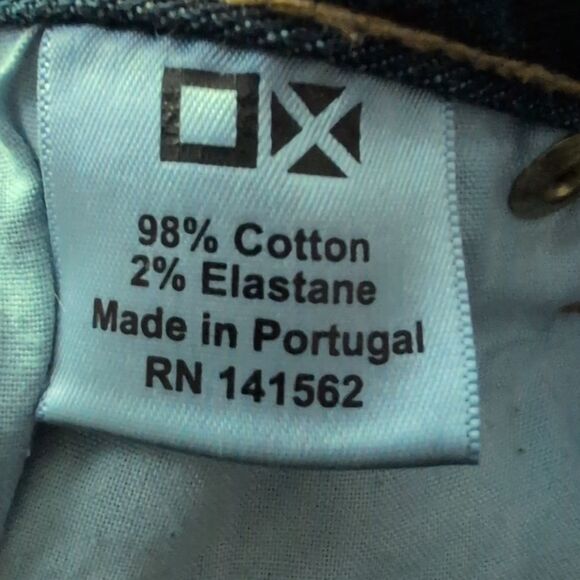 98% Cotton
2% Elastane
Made in Portugal
RN 141562